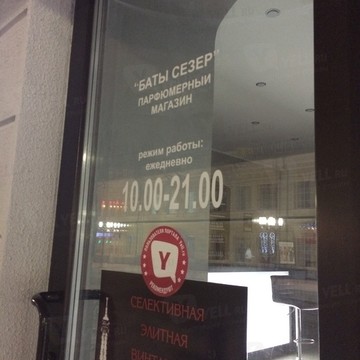 "БАТЫ СЕЗЕР"
ПАРФЮМЕРНЫЙ
МАГАЗИН
режим работы:
ежедневно
10.00-21.00
Y
СЕЛЕКТИВНАЯ
ЭЛИТНАЯ